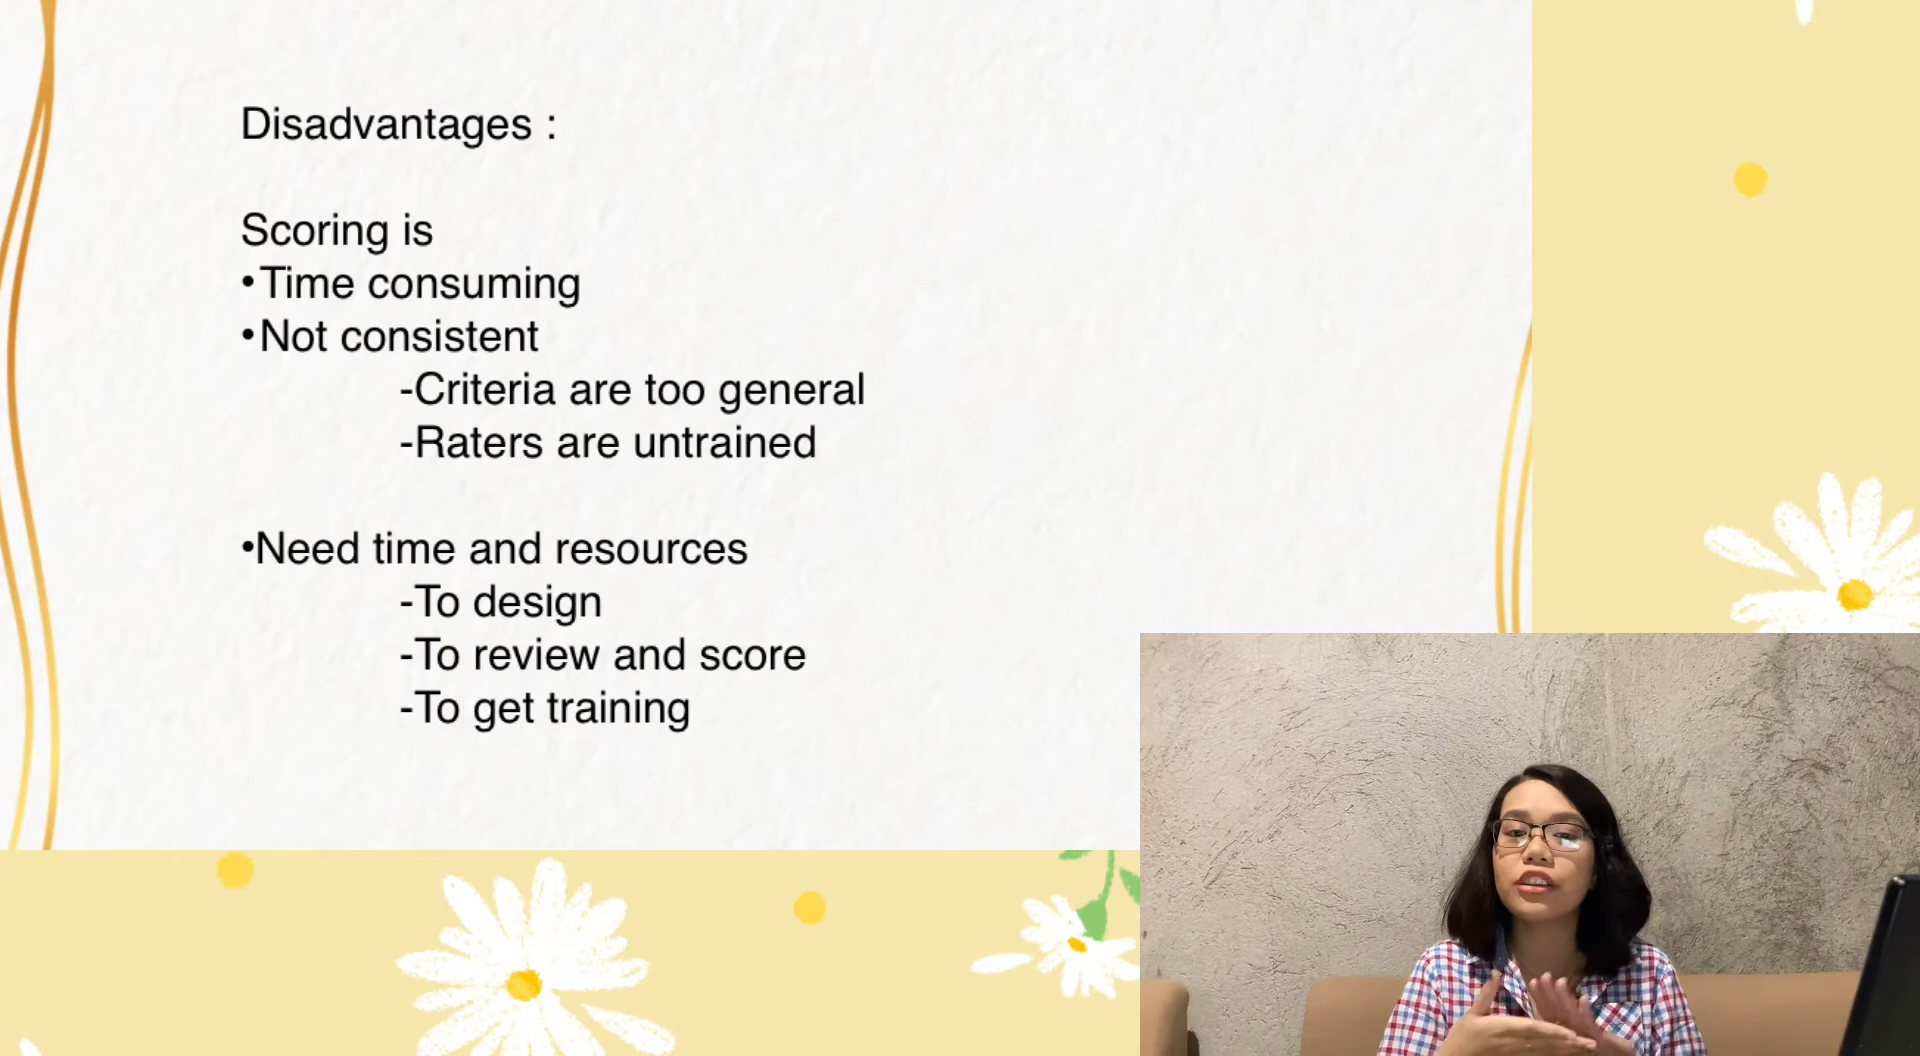 Disadvantages :
Scoring is
•Time consuming
•Not consistent
-Criteria are too general
-Raters are untrained
•Need time and resources
-To design
-To review and score
-To get training